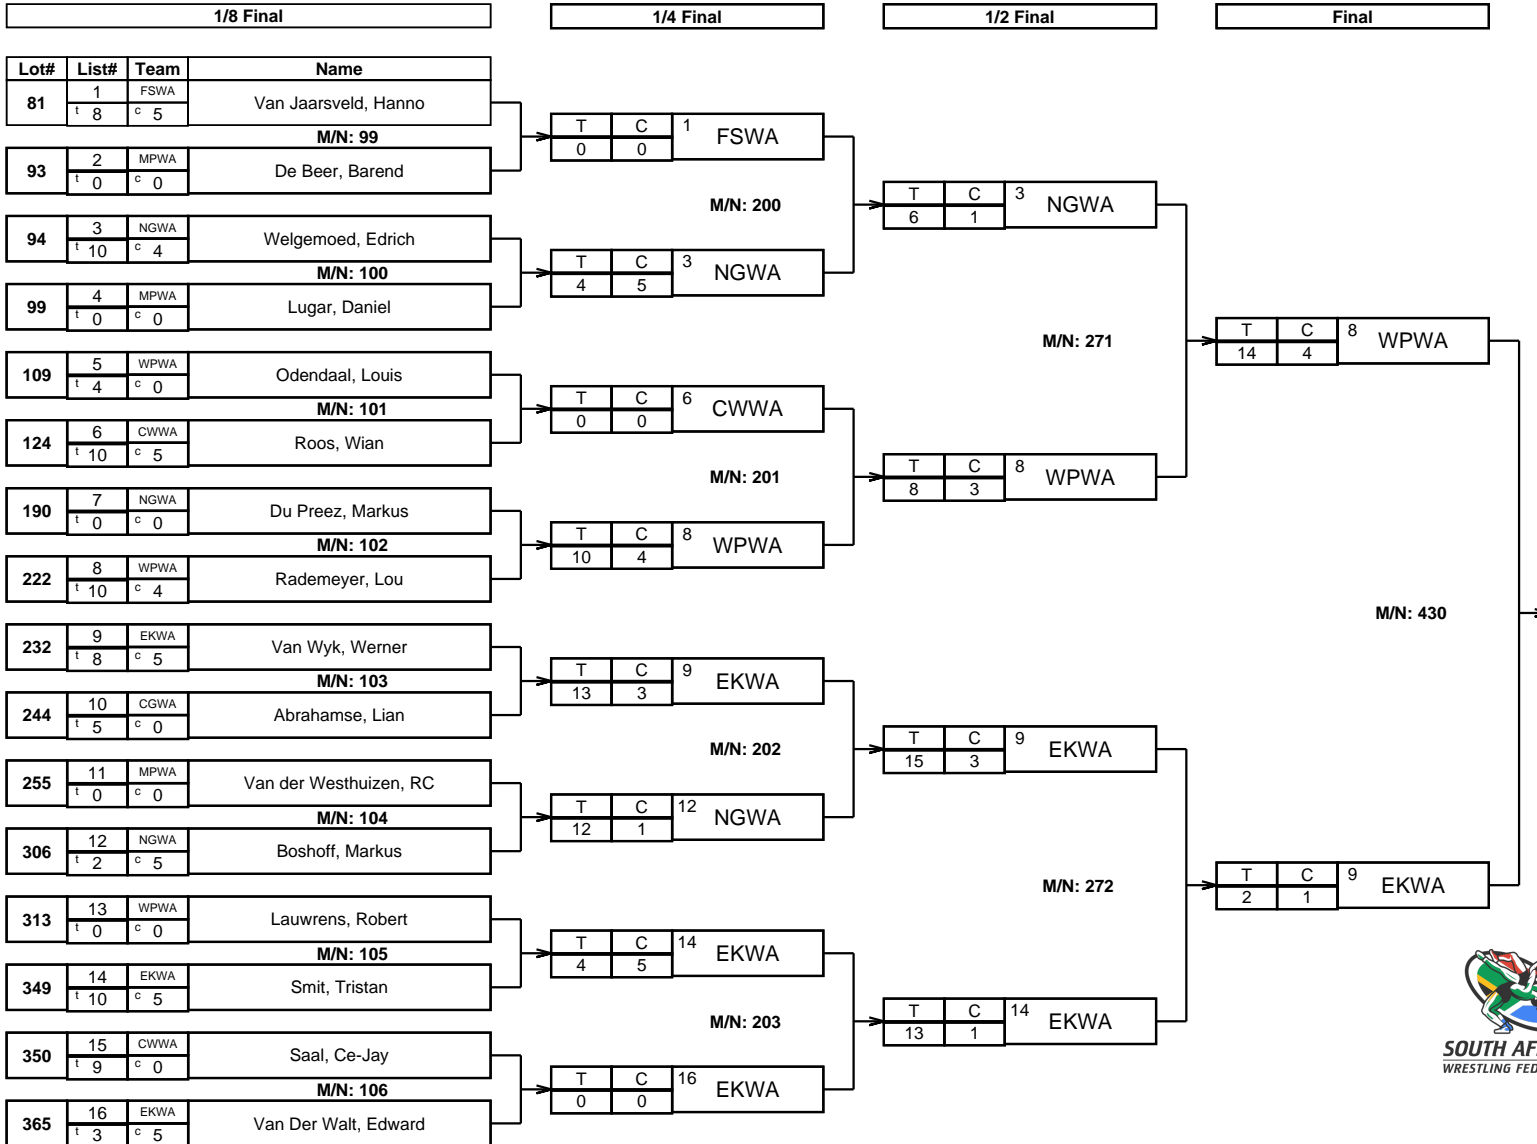 1/8 Final 1/4 Final 1/2 Final Final
Lot# List# Team Name
81 1 FSWA Van Jaarsveld, Hanno
t 8 c 5
M/N: 99
93 2 MPWA De Beer, Barend
t 0 c 0
94 3 NGWA Welgemoed, Edrich
t 10 c 4
M/N: 100
99 4 MPWA Lugar, Daniel
t 0 c 0
109 5 WPWA Odendaal, Louis
t 4 c 0
M/N: 101
124 6 CWWA Roos, Wian
t 10 c 5
190 7 NGWA Du Preez, Markus
t 0 c 0
M/N: 102
222 8 WPWA Rademeyer, Lou
t 10 c 4
232 9 EKWA Van Wyk, Werner
t 8 c 5
M/N: 103
244 10 CGWA Abrahamse, Lian
t 5 c 0
255 11 MPWA Van der Westhuizen, RC
t 0 c 0
M/N: 104
306 12 NGWA Boshoff, Markus
t 2 c 5
313 13 WPWA Lauwrens, Robert
t 0 c 0
M/N: 105
349 14 EKWA Smit, Tristan
t 10 c 5
350 15 CWWA Saal, Ce-Jay
t 9 c 0
M/N: 106
365 16 EKWA Van Der Walt, Edward
t 3 c 5
T C 1 FSWA
0 0
M/N: 200
T C 3 NGWA
4 5
T C 6 CWWA
0 0
M/N: 201
T C 8 WPWA
10 4
T C 9 EKWA
13 3
M/N: 202
T C 12 NGWA
12 1
T C 14 EKWA
4 5
M/N: 203
T C 16 EKWA
0 0
T C 3 NGWA
6 1
M/N: 271
T C 8 WPWA
8 3
T C 9 EKWA
15 3
M/N: 272
T C 14 EKWA
13 1
T C 8 WPWA
14 4
M/N: 430
T C 9 EKWA
2 1
SOUTH AF
WRESTLING FED